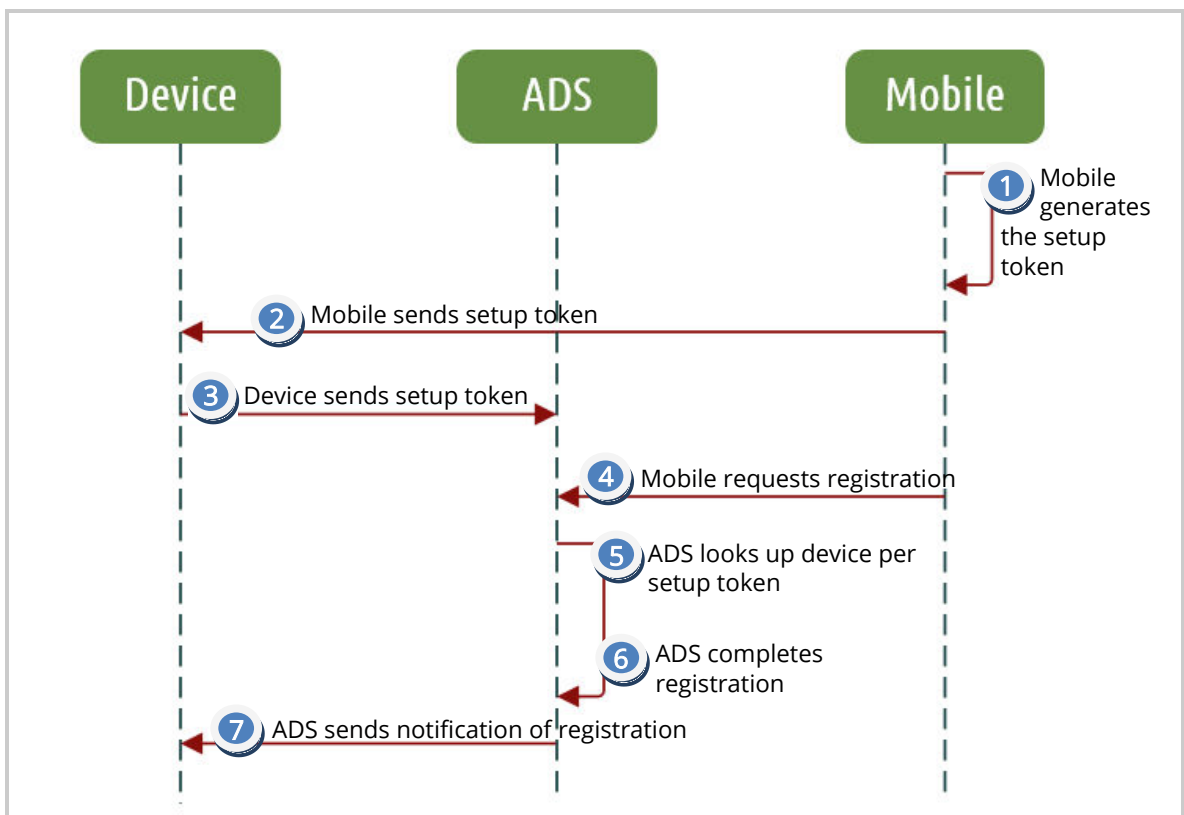 Device
ADS
Mobile
1
Mobile
generates
the setup
token
2
Mobile sends setup token
3
Device sends setup token
4
Mobile requests registration
5
ADS looks up device per
setup token
6
ADS completes
registration
7
ADS sends notification of registration